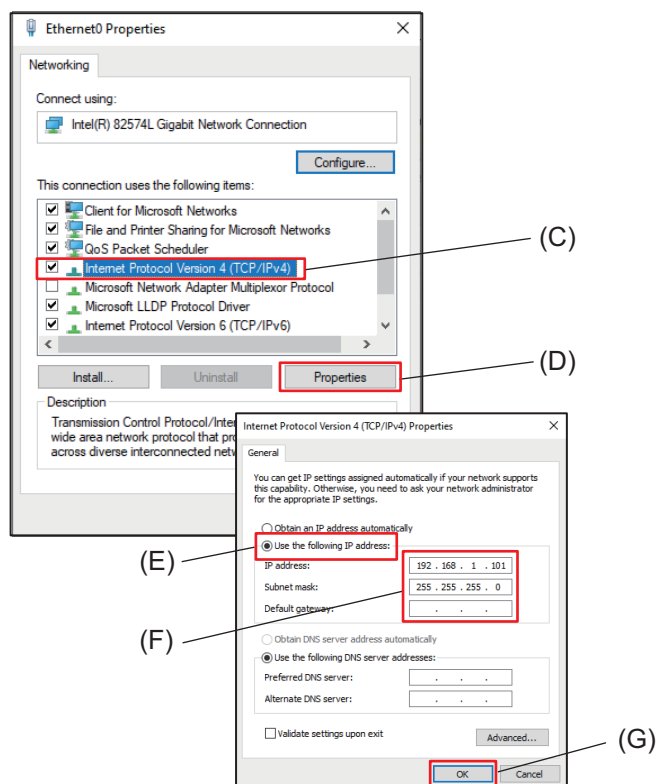 Ethernet0 Properties
Networking
Connect using:
Intel(R) 82574L Gigabit Network Connection
Configure...
This connection uses the following items:
Client for Microsoft Networks
File and Printer Sharing for Microsoft Networks
QoS Packet Scheduler
Internet Protocol Version 4 (TCP/IPv4)
(C)
Microsoft Network Adapter Multiplexor Protocol
Microsoft LLDP Protocol Driver
Internet Protocol Version 6 (TCP/IPv6)
Install... Uninstall Properties
(D)
Description
Transmission Control Protocol/Inter
wide area network protocol that pro
across diverse interconnected netw
Internet Protocol Version 4 (TCP/IPv4) Properties
General
You can get IP settings assigned automatically if your network supports
this capability. Otherwise, you need to ask your network administrator
for the appropriate IP settings.
Obtain an IP address automatically
(E)
Use the following IP address:
IP address: 192 . 168 . 1 . 101
Subnet mask: 255 . 255 . 255 . 0
Default gateway: . . .
(F)
Obtain DNS server address automatically
Use the following DNS server addresses:
Preferred DNS server: . . .
Alternate DNS server: . . .
Validate settings upon exit
Advanced...
(G)
OK Cancel